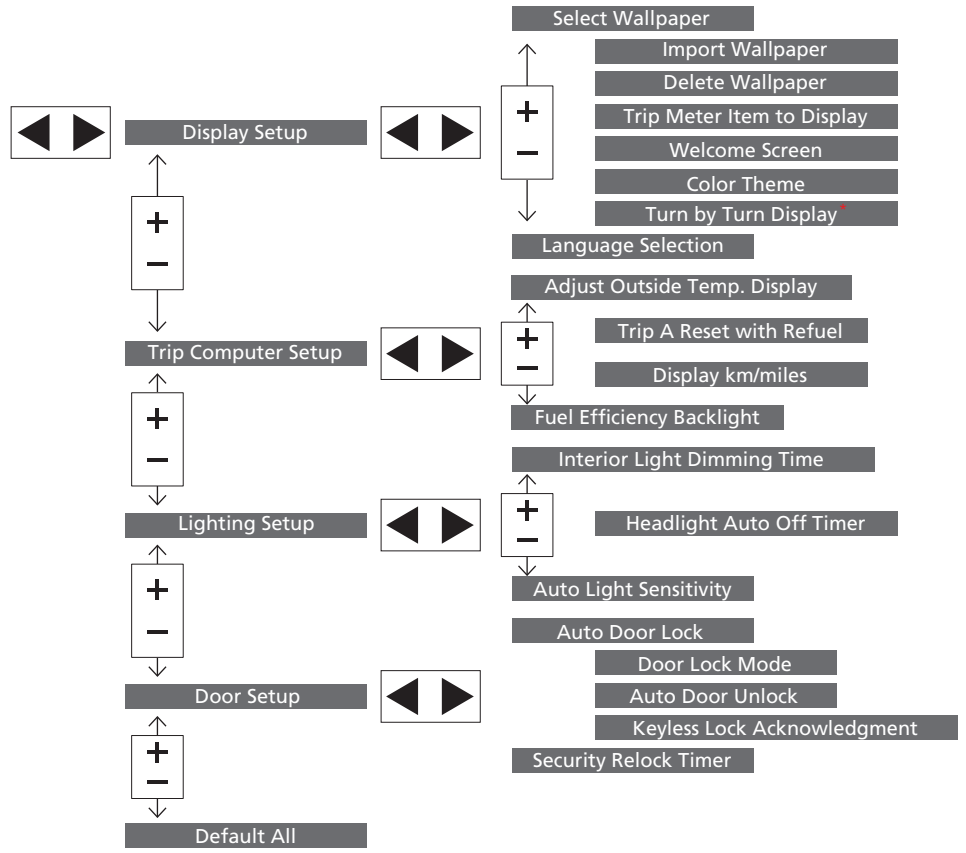 Select Wallpaper
Import Wallpaper
Delete Wallpaper
Display Setup
+
−
Trip Meter Item to Display
Welcome Screen
Color Theme
Turn by Turn Display*
+
−
Language Selection
Adjust Outside Temp. Display
Trip Computer Setup
+
−
Trip A Reset with Refuel
Display km/miles
+
−
Fuel Efficiency Backlight
Interior Light Dimming Time
Lighting Setup
+
−
Headlight Auto Off Timer
+
−
Auto Light Sensitivity
Auto Door Lock
Door Lock Mode
Door Setup
Auto Door Unlock
Keyless Lock Acknowledgment
+
−
Security Relock Timer
Default All